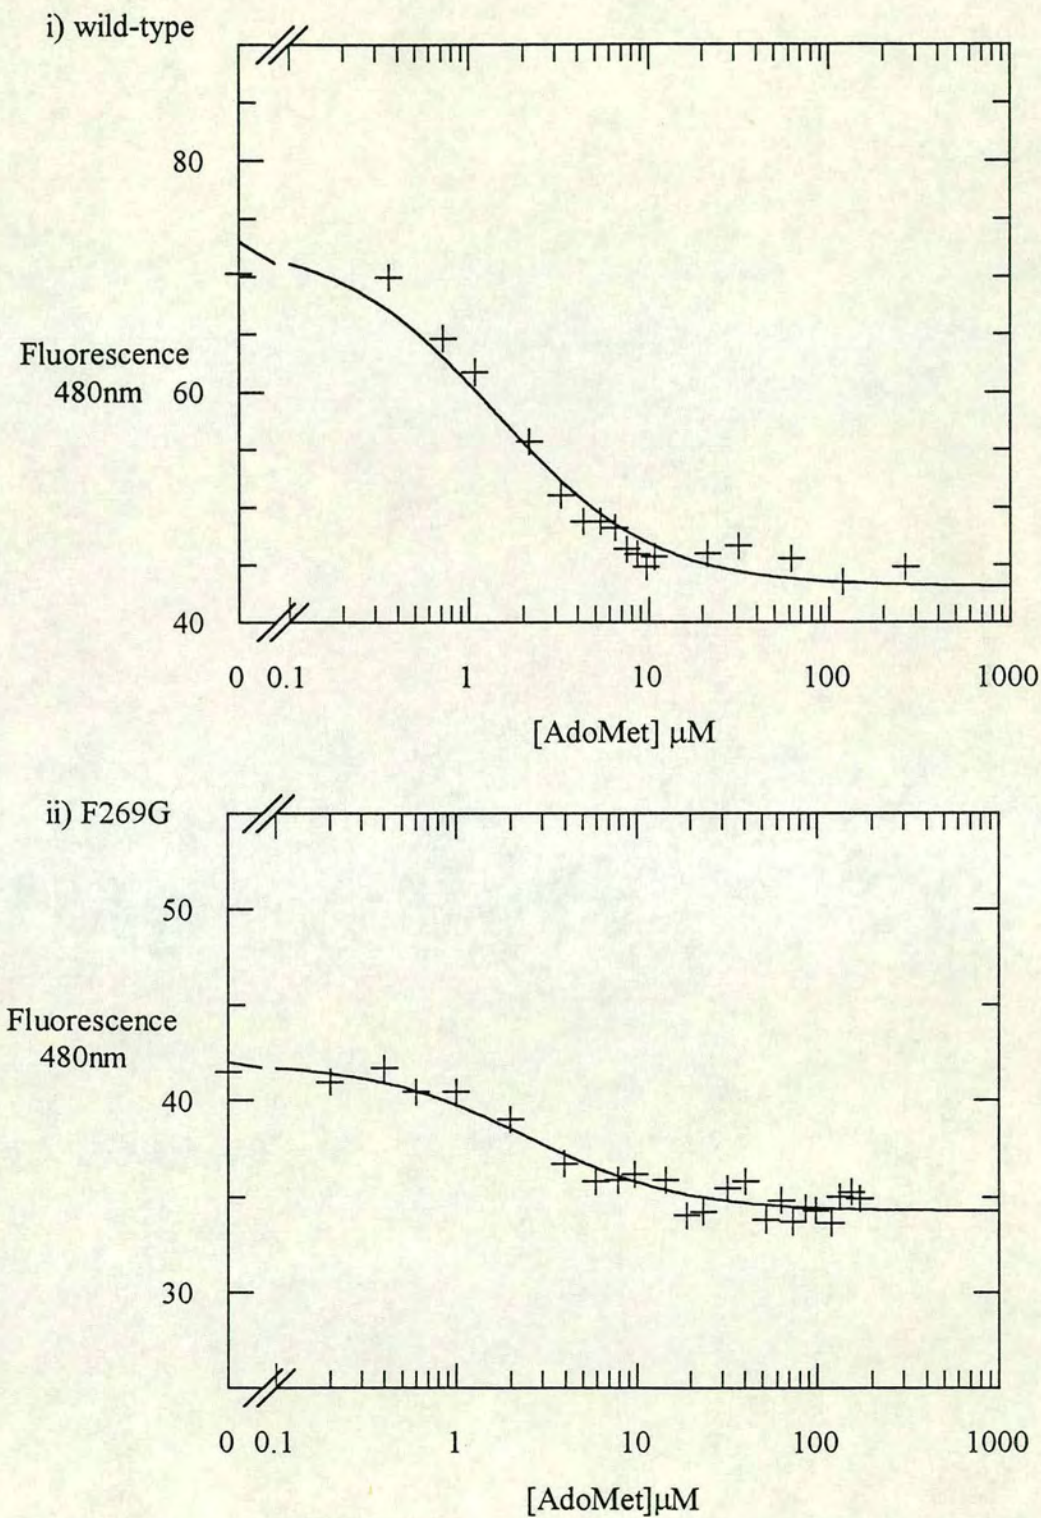 i) wild-type
80
Fluorescence
480nm
60
40
0 0.1 1 10 100 1000
[AdoMet] μM
ii) F269G
50
Fluorescence
480nm
40
30
0 0.1 1 10 100 1000
[AdoMet]μM